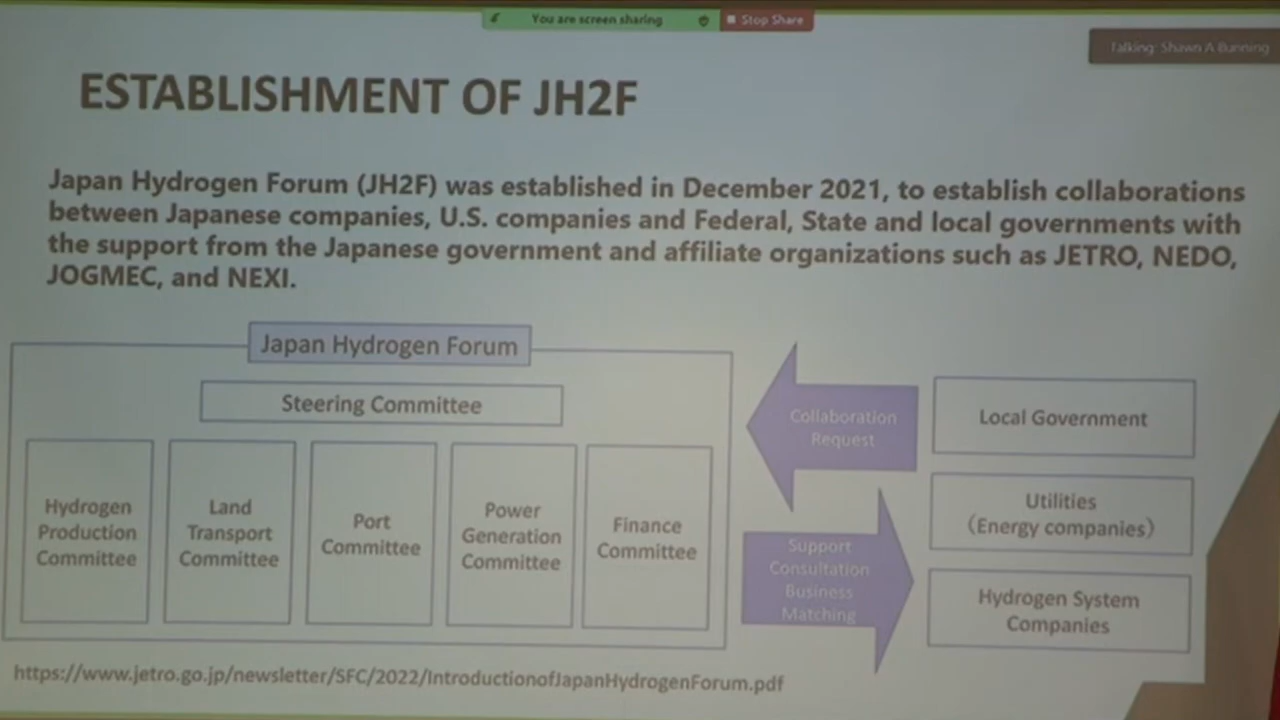 You are screen sharing
Stop Share
Talking: Shawn A Bunning
ESTABLISHMENT OF JH2F
Japan Hydrogen Forum (JH2F) was established in December 2021, to establish collaborations
between Japanese companies, U.S. companies and Federal, State and local governments with
the support from the Japanese government and affiliate organizations such as JETRO, NEDO,
JOGMEC, and NEXI.
Japan Hydrogen Forum
Steering Committee
Hydrogen
Production
Committee
Land
Transport
Committee
Port
Committee
Power
Generation
Committee
Finance
Committee
Collaboration
Request
Support
Consultation
Business
Matching
Local Government
Utilities
（Energy companies）
Hydrogen System
Companies
https://www.jetro.go.jp/newsletter/SFC/2022/IntroductionofJapanHydrogenForum.pdf